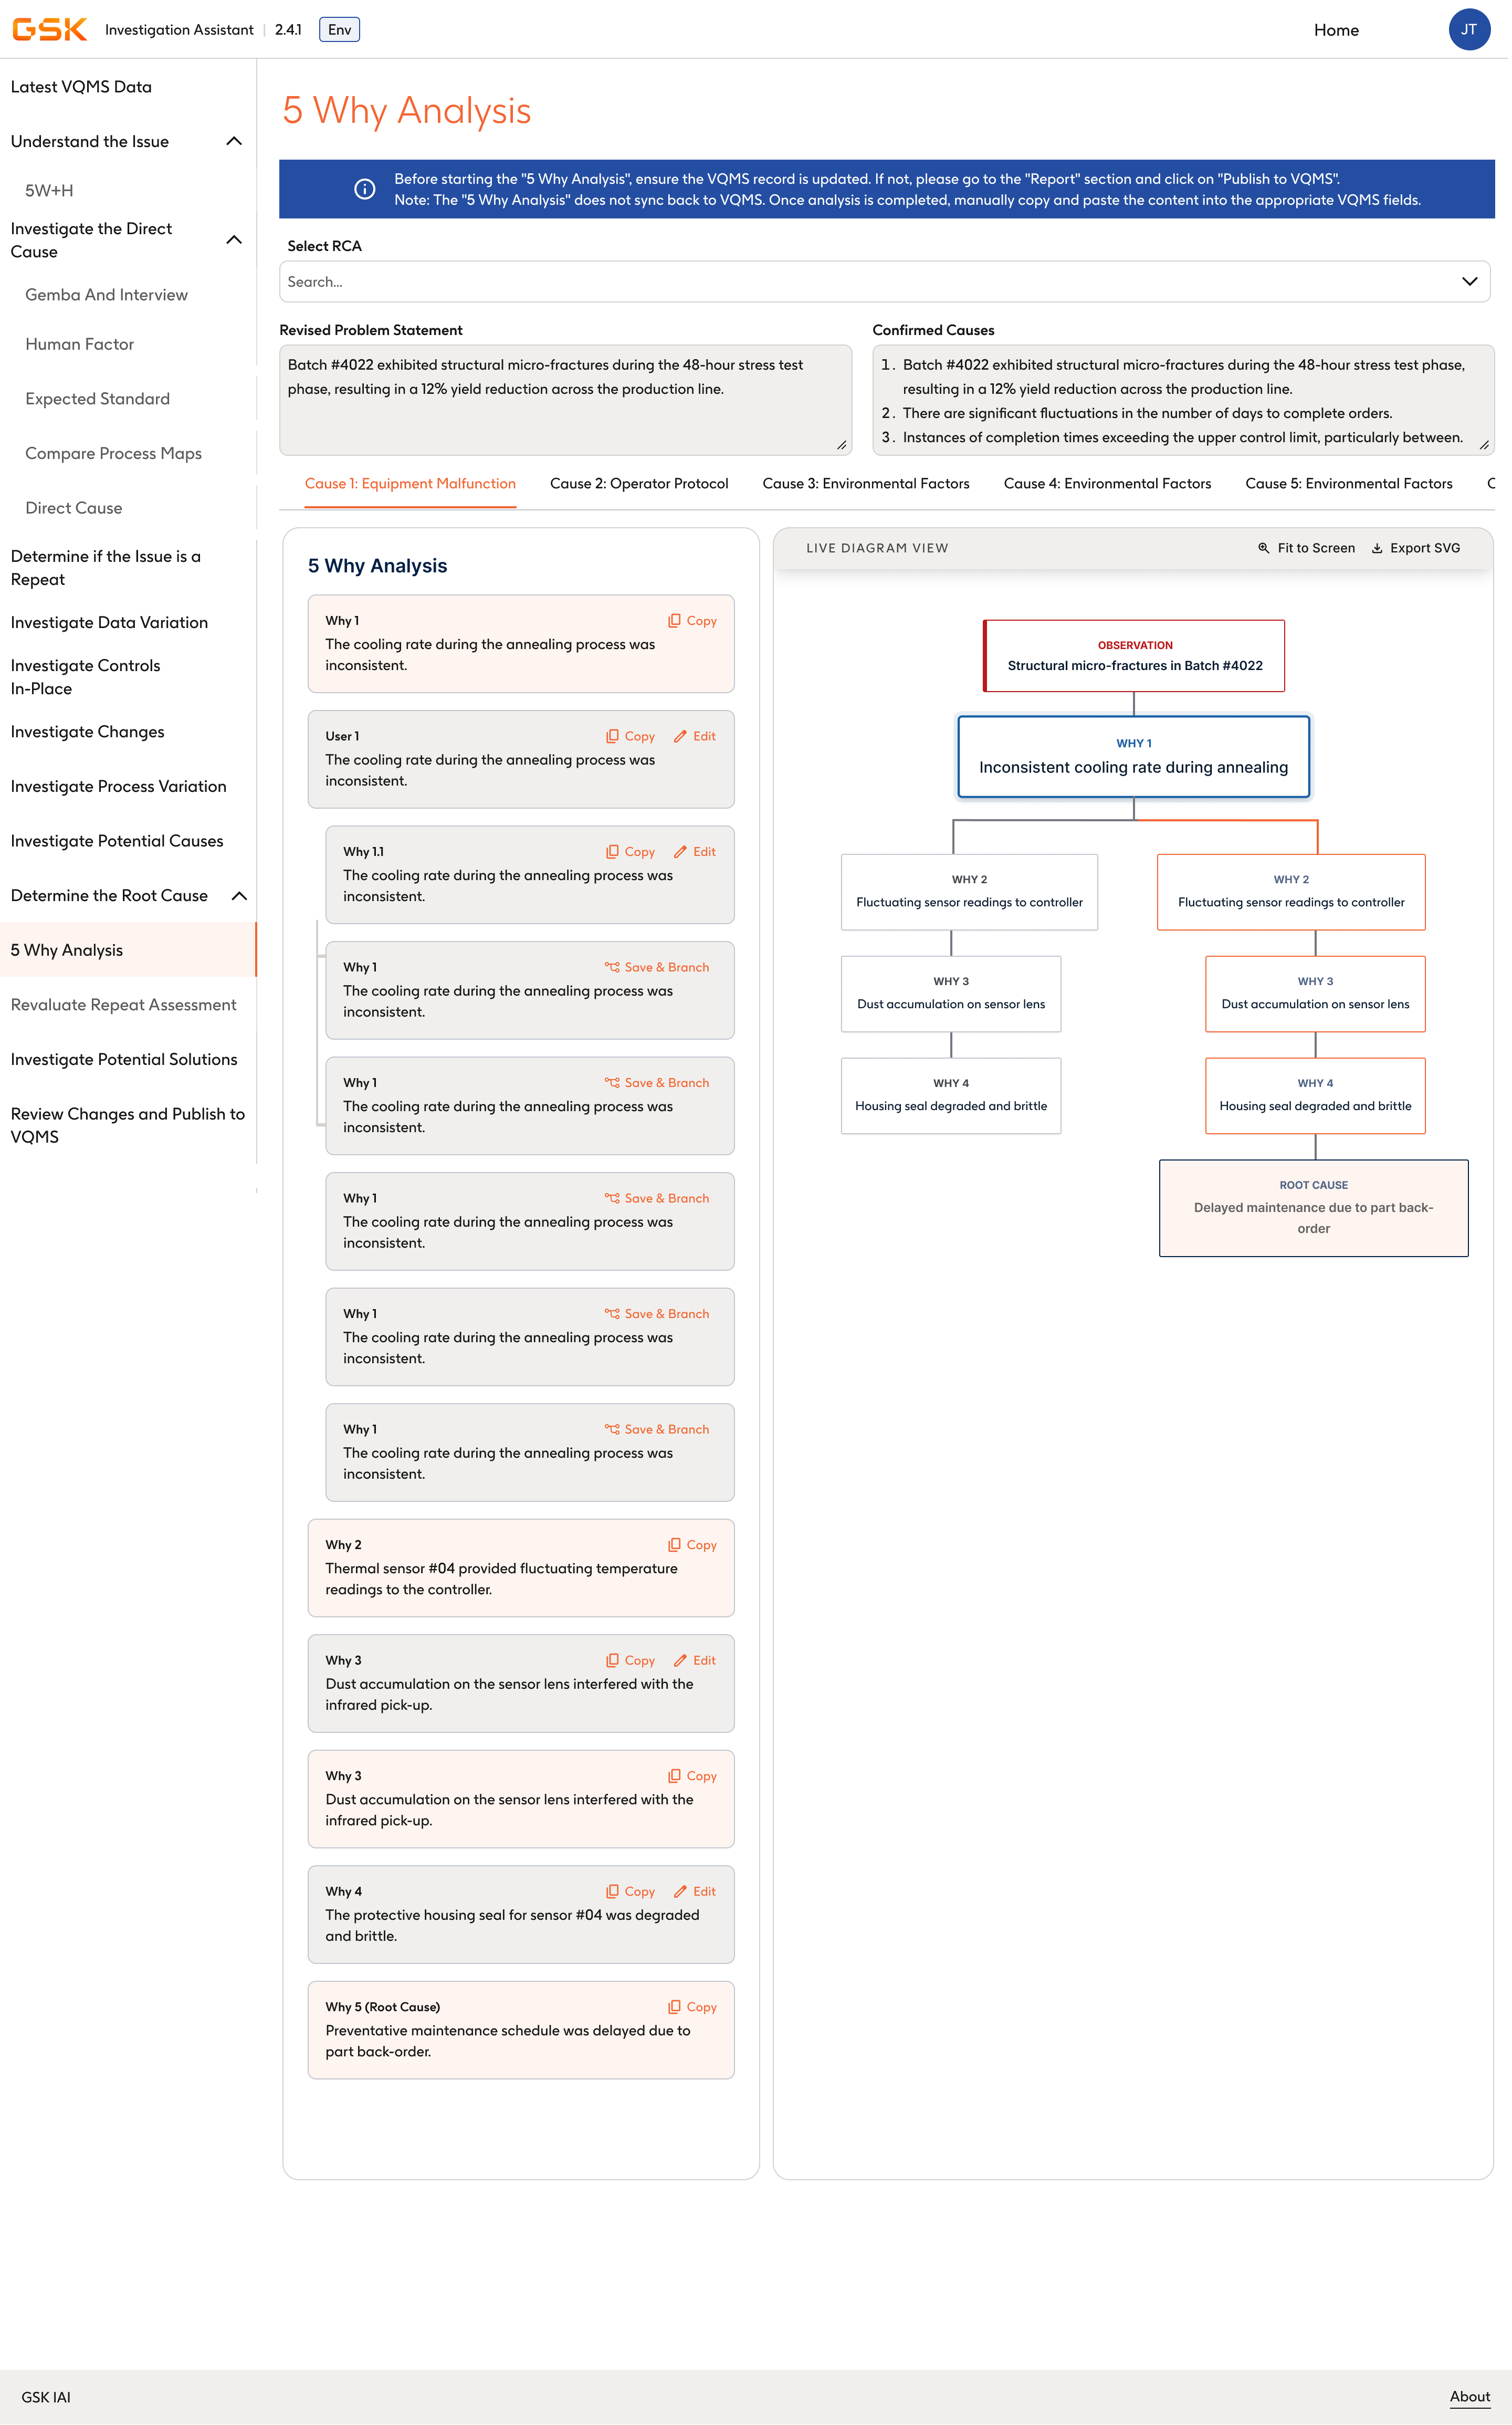 GSK
Investigation Assistant | 2.4.1
Env
Home
JT
Latest VQMS Data
Understand the Issue
5W+H
Investigate the Direct
Cause
Gemba And Interview
Human Factor
Expected Standard
Compare Process Maps
Direct Cause
Determine if the Issue is a
Repeat
Investigate Data Variation
Investigate Controls
In-Place
Investigate Changes
Investigate Process Variation
Investigate Potential Causes
Determine the Root Cause
5 Why Analysis
Revaluate Repeat Assessment
Investigate Potential Solutions
Review Changes and Publish to
VQMS
5 Why Analysis
Before starting the "5 Why Analysis", ensure the VQMS record is updated. If not, please go to the "Report" section and click on "Publish to VQMS".
Note: The "5 Why Analysis" does not sync back to VQMS. Once analysis is completed, manually copy and paste the content into the appropriate VQMS fields.
Select RCA
Search...
Revised Problem Statement
Batch #4022 exhibited structural micro-fractures during the 48-hour stress test
phase, resulting in a 12% yield reduction across the production line.
Confirmed Causes
1. Batch #4022 exhibited structural micro-fractures during the 48-hour stress test phase,
resulting in a 12% yield reduction across the production line.
2. There are significant fluctuations in the number of days to complete orders.
3. Instances of completion times exceeding the upper control limit, particularly between.
Cause 1: Equipment Malfunction
Cause 2: Operator Protocol
Cause 3: Environmental Factors
Cause 4: Environmental Factors
Cause 5: Environmental Factors
C
5 Why Analysis
Why 1
Copy
The cooling rate during the annealing process was
inconsistent.
User 1
Copy
Edit
The cooling rate during the annealing process was
inconsistent.
Why 1.1
Copy
Edit
The cooling rate during the annealing process was
inconsistent.
Why 1
Save & Branch
The cooling rate during the annealing process was
inconsistent.
Why 1
Save & Branch
The cooling rate during the annealing process was
inconsistent.
Why 1
Save & Branch
The cooling rate during the annealing process was
inconsistent.
Why 1
Save & Branch
The cooling rate during the annealing process was
inconsistent.
Why 1
Save & Branch
The cooling rate during the annealing process was
inconsistent.
Why 2
Copy
Thermal sensor #04 provided fluctuating temperature
readings to the controller.
Why 3
Copy
Edit
Dust accumulation on the sensor lens interfered with the
infrared pick-up.
Why 3
Copy
Dust accumulation on the sensor lens interfered with the
infrared pick-up.
Why 4
Copy
Edit
The protective housing seal for sensor #04 was degraded
and brittle.
Why 5 (Root Cause)
Copy
Preventative maintenance schedule was delayed due to
part back-order.
LIVE DIAGRAM VIEW
Fit to Screen
Export SVG
OBSERVATION
Structural micro-fractures in Batch #4022
WHY 1
Inconsistent cooling rate during annealing
WHY 2
Fluctuating sensor readings to controller
WHY 2
Fluctuating sensor readings to controller
WHY 3
Dust accumulation on sensor lens
WHY 3
Dust accumulation on sensor lens
WHY 4
Housing seal degraded and brittle
WHY 4
Housing seal degraded and brittle
ROOT CAUSE
Delayed maintenance due to part back-
order
GSK IAI
About